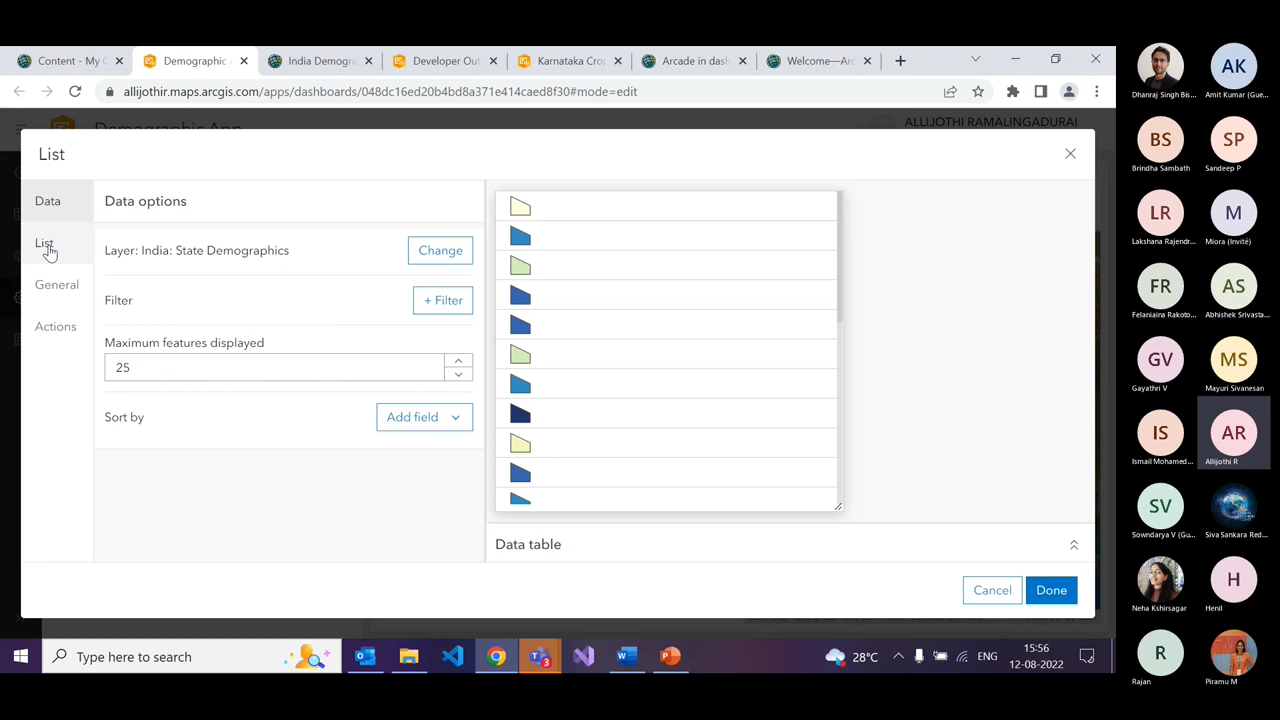 Content - My C
Demographic A
India Demogra
Developer Out
Karnataka Crop
Arcade in dash
Welcome—Arc
allijothir.maps.arcgis.com/apps/dashboards/048dc16ed20b4bd8a371e414caed8f30#mode=edit
Demographic App
ALLIJOTHI RAMALINGADURAI
List
Data
List
General
Actions
Data options
Layer: India: State Demographics
Change
Filter
+ Filter
Maximum features displayed
25
Sort by
Add field
Data table
Cancel
Done
Type here to search
3
28°C
ENG
15:56
12-08-2022
Dhanraj Singh Bis...
AK
Amit Kumar (Gue...
BS
Brindha Sambath
SP
Sandeep P
LR
Lakshana Rajendr...
M
Miora (Invité)
FR
Felaniaina Rakoto...
AS
Abhishek Srivasta...
GV
Gayathri V
MS
Mayuri Sivanesan
IS
Ismail Mohamed...
AR
Allijothi R
SV
Sowndarya V (Gu...
Siva Sankara Red...
Neha Kshirsagar
H
Henil
R
Rajan
Piramu M